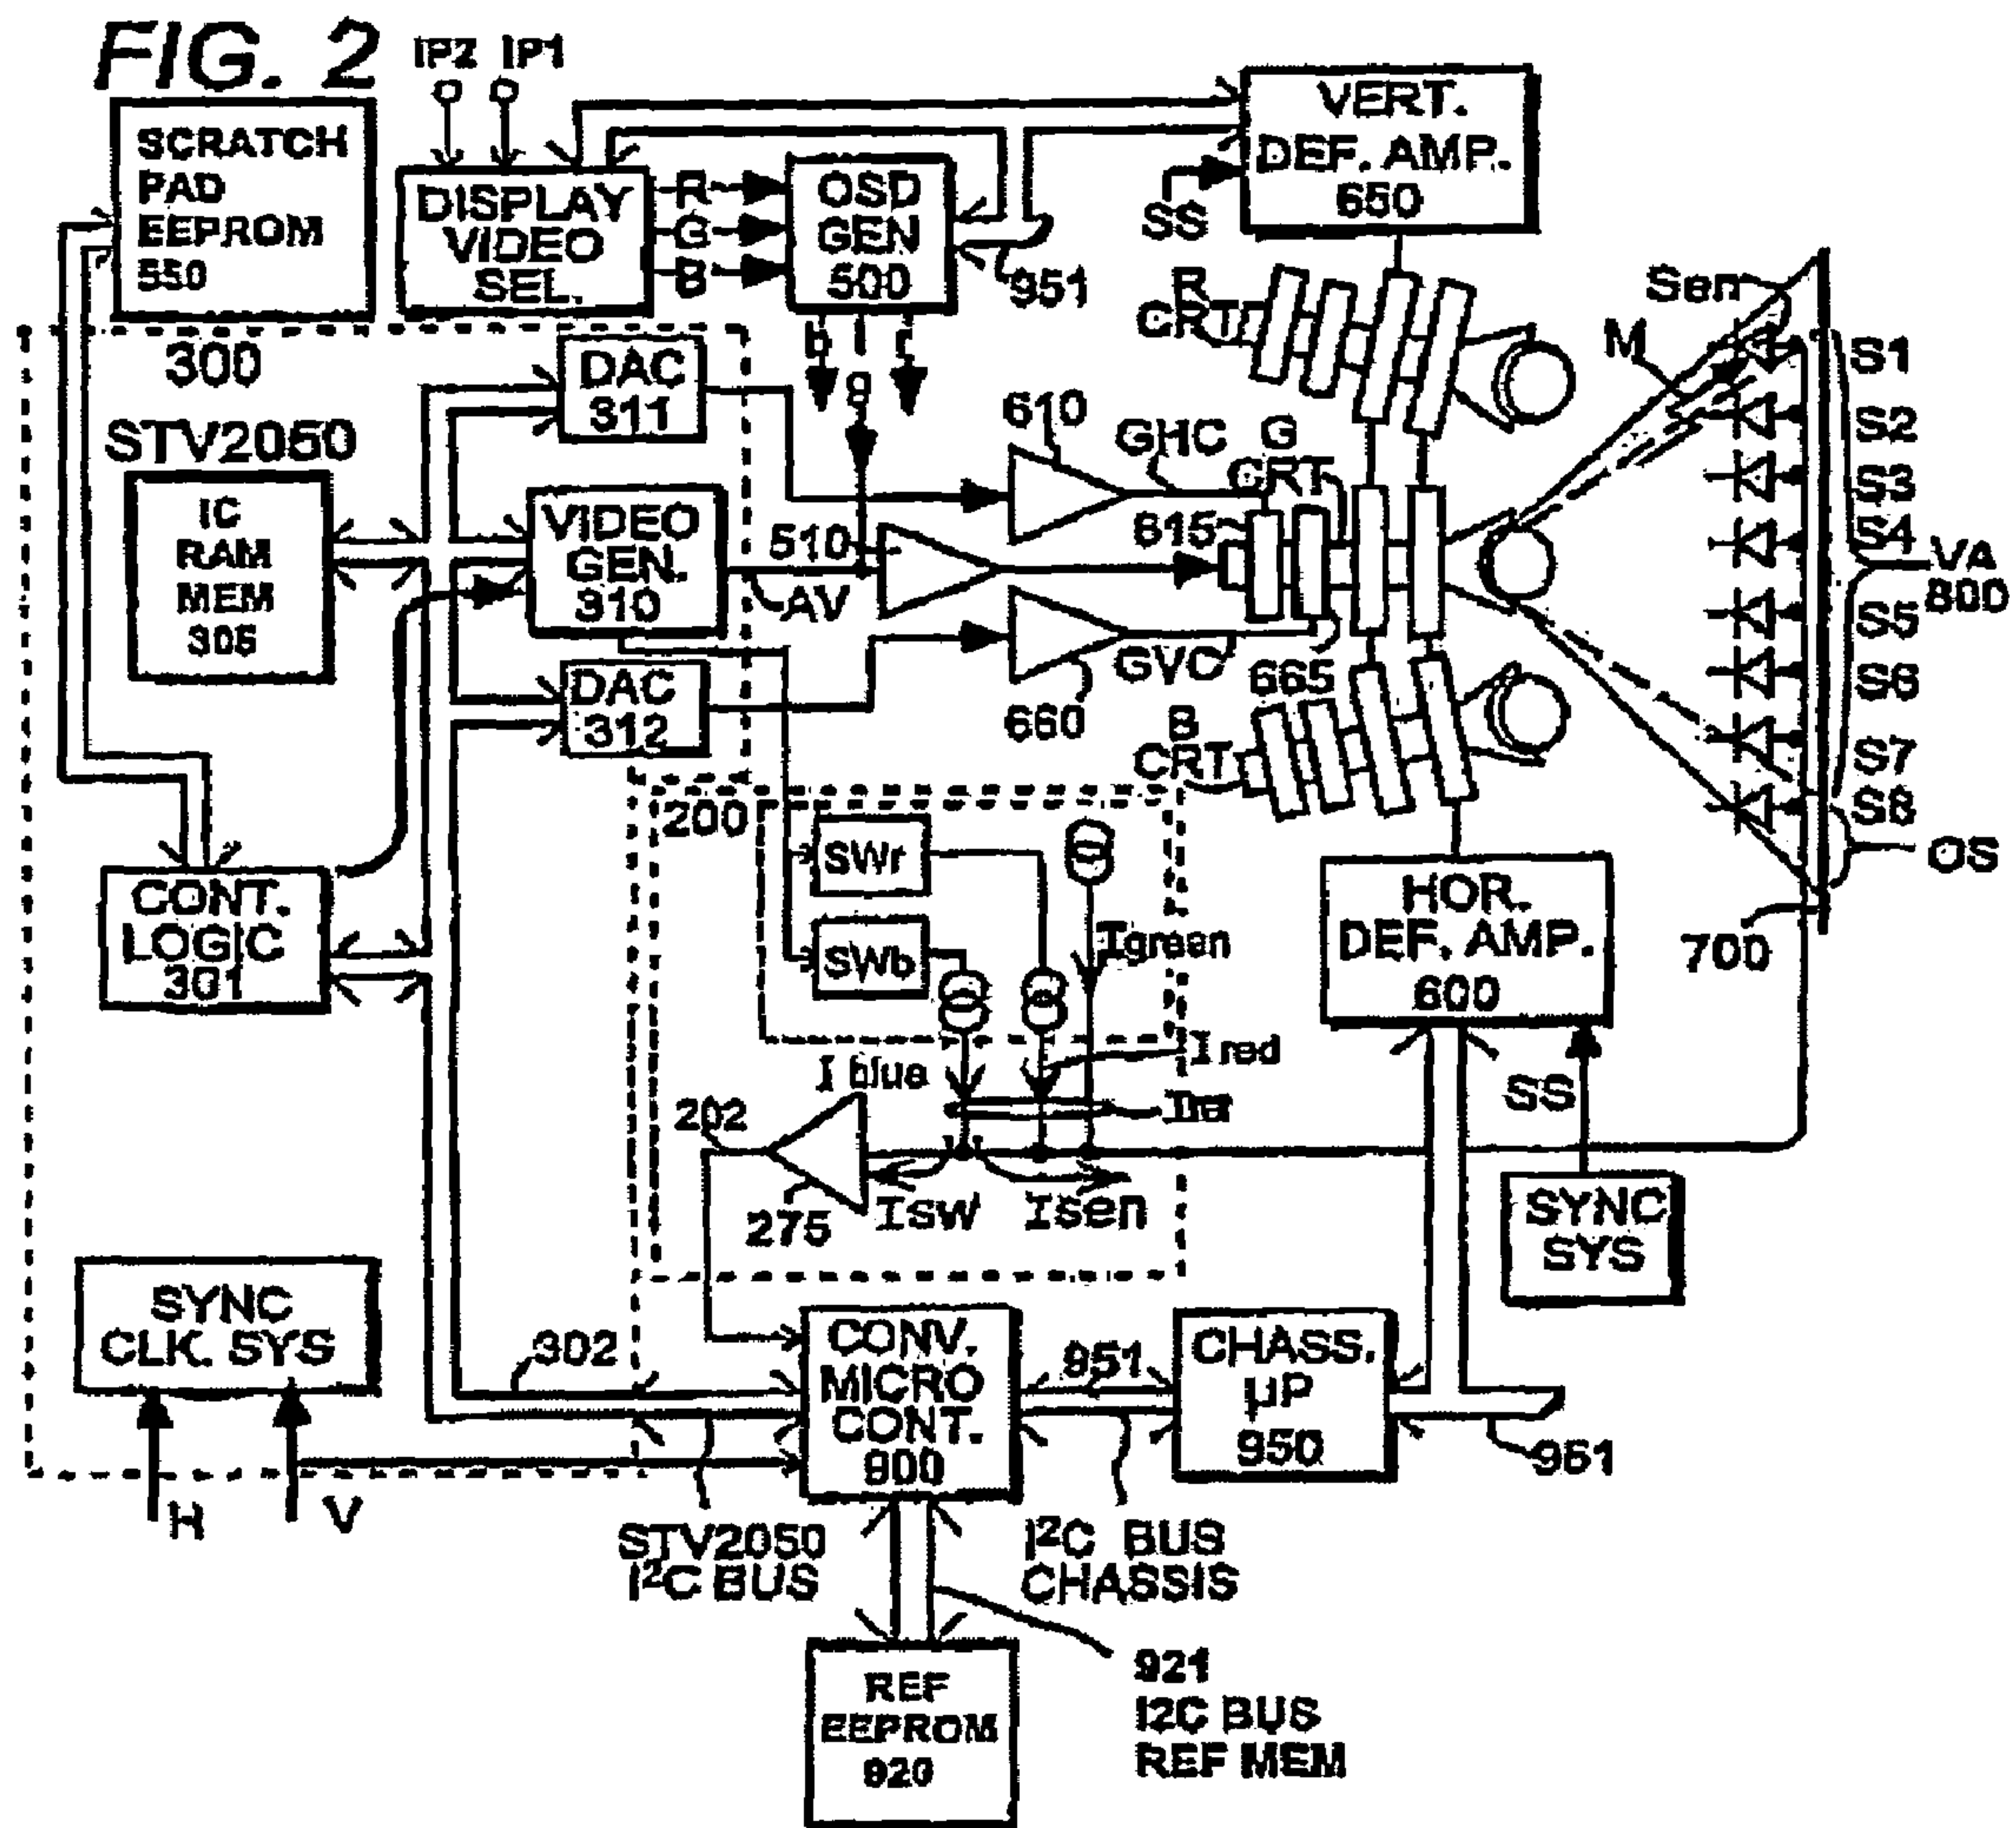 FIG. 2
IP2 IP1
SCRATCH
PAD
EEPROM
550
DISPLAY
VIDEO
SEL.
R
G
B
OSD
GEN
500
951
VERT.
DEF. AMP.
650
SS
b
g
r
300
STV2050
IC
RAM
MEM
305
DAC
311
VIDEO
GEN.
310
DAC
312
510
AV
610
GHC
G
CRT
615
GVC
660
665
R
CRT
B
CRT
Sen
M
S1
S2
S3
S4
S5
S6
S7
S8
VA
800
OS
700
CONT.
LOGIC
301
200
SWr
SWb
Igreen
I red
I blue
202
275
Isw
Isen
HOR.
DEF. AMP.
600
SS
SYNC
SYS
SYNC
CLK. SYS
H
V
302
CONV.
MICRO
CONT.
900
951
CHASS.
µP
950
951
STV2050
I²C BUS
I²C BUS
CHASSIS
REF
EEPROM
920
921
I2C BUS
REF MEM